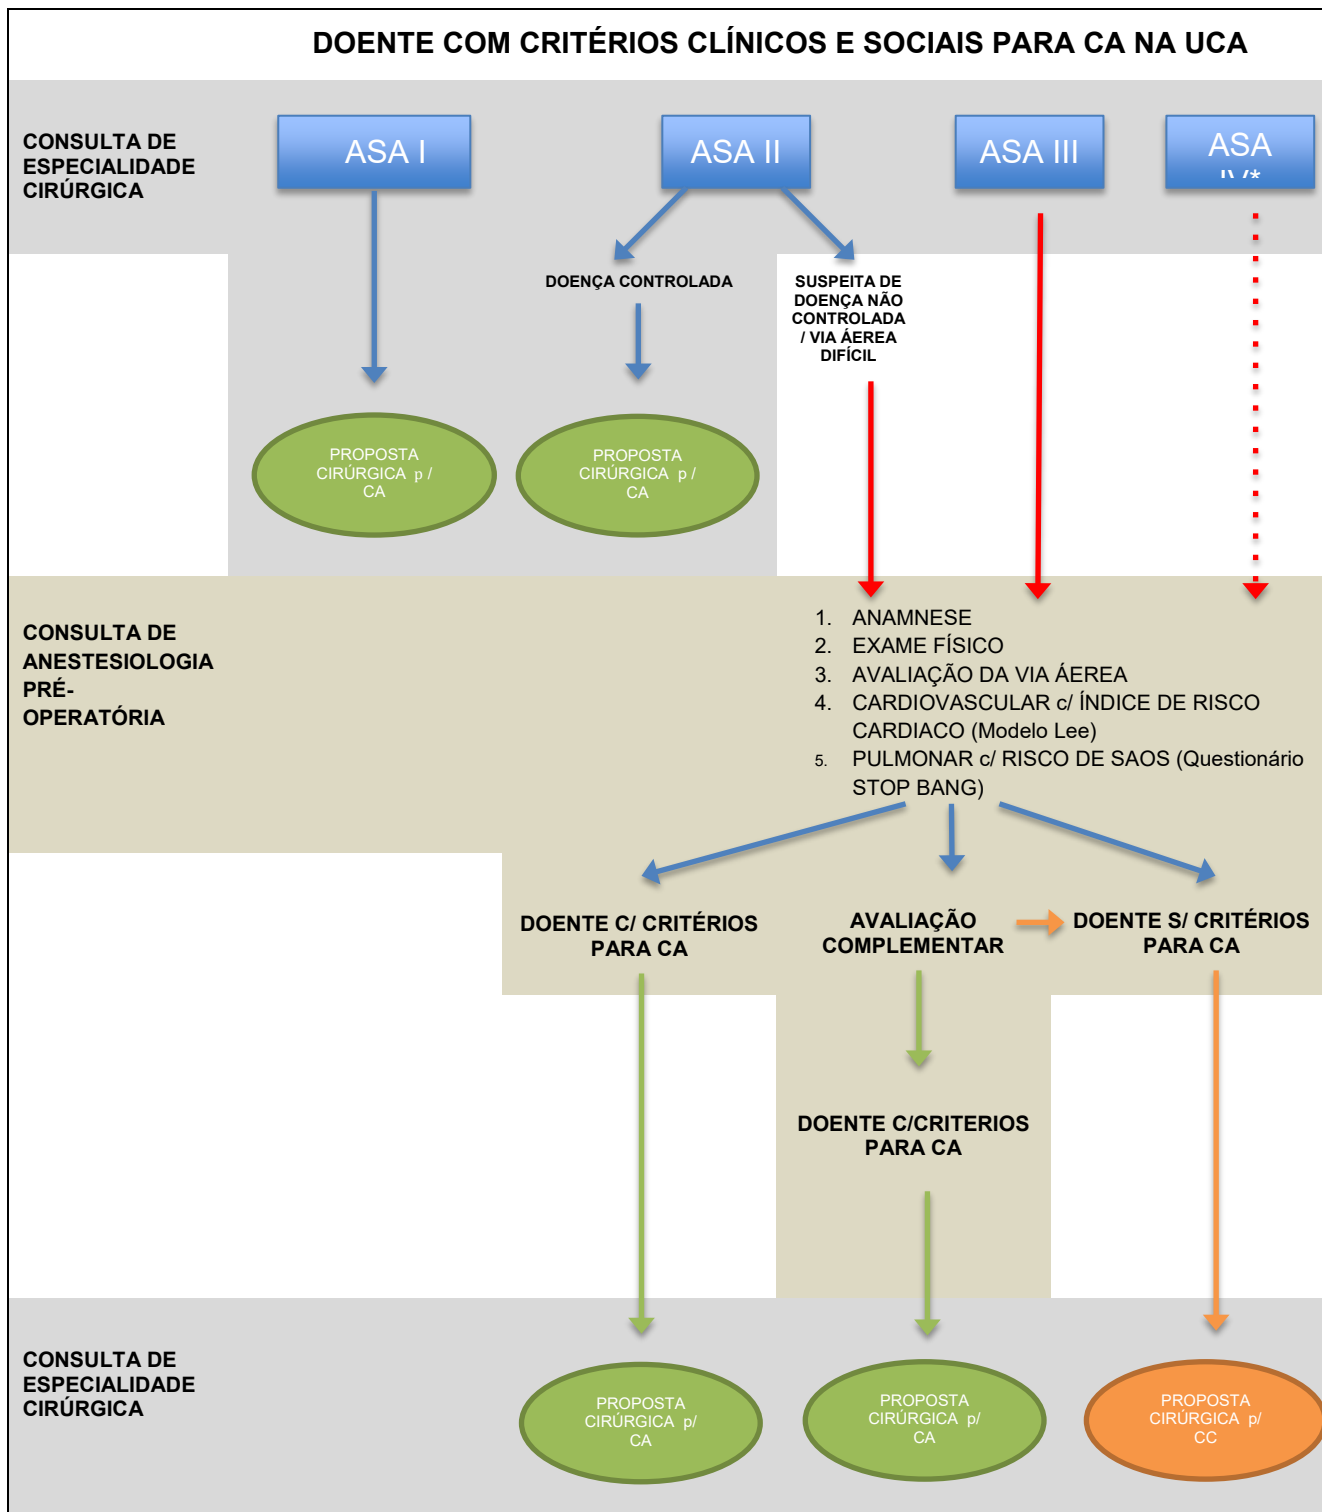 DOENTE COM CRITÉRIOS CLÍNICOS E SOCIAIS PARA CA NA UCA
CONSULTA DE
ESPECIALIDADE
CIRÚRGICA
ASA I
ASA II
ASA III
ASA
IV*
DOENÇA CONTROLADA
SUSPEITA DE
DOENÇA NÃO
CONTROLADA
/ VIA ÁEREA
DIFÍCIL
PROPOSTA
CIRÚRGICA p /
CA
PROPOSTA
CIRÚRGICA p /
CA
CONSULTA DE
ANESTESIOLOGIA
PRÉ-
OPERATÓRIA
1. ANAMNESE
2. EXAME FÍSICO
3. AVALIAÇÃO DA VIA ÁEREA
4. CARDIOVASCULAR c/ ÍNDICE DE RISCO
CARDIACO (Modelo Lee)
5. PULMONAR c/ RISCO DE SAOS (Questionário
STOP BANG)
DOENTE C/ CRITÉRIOS
PARA CA
AVALIAÇÃO
COMPLEMENTAR
DOENTE S/ CRITÉRIOS
PARA CA
DOENTE C/CRITERIOS
PARA CA
CONSULTA DE
ESPECIALIDADE
CIRÚRGICA
PROPOSTA
CIRÚRGICA p/
CA
PROPOSTA
CIRÚRGICA p/
CA
PROPOSTA
CIRÚRGICA p/
CC